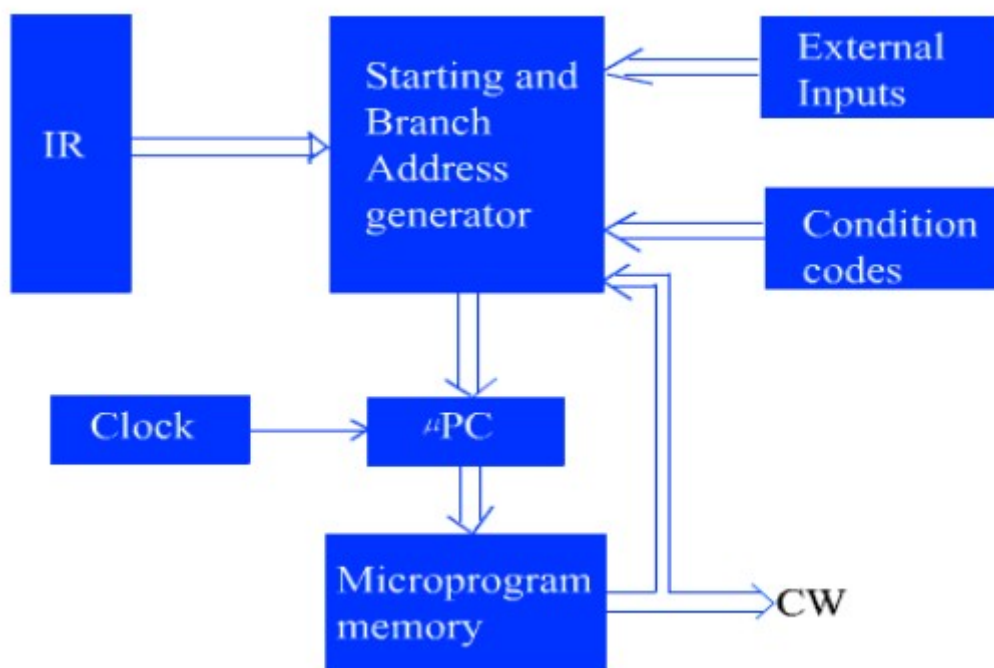 IR
Starting and
Branch
Address
generator
External
Inputs
Condition
codes
Clock
μPC
Microprogram
memory
CW